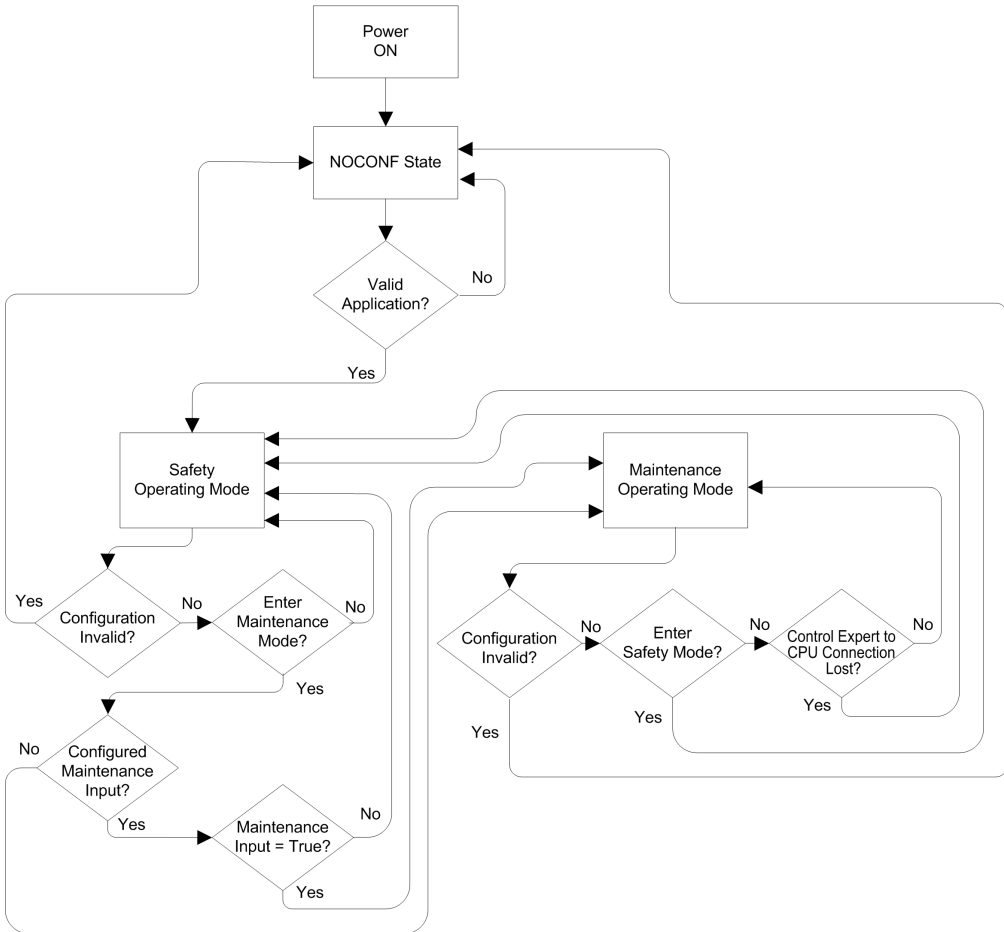 Power
ON
NOCONF State
Valid
Application?
No
Yes
Safety
Operating Mode
Maintenance
Operating Mode
Yes
Configuration
Invalid?
No
Enter
Maintenance
Mode?
No
Yes
Configuration
Invalid?
No
Enter
Safety Mode?
No
Control Expert to
CPU Connection
Lost?
No
Yes
Yes
Yes
No
Configured
Maintenance
Input?
Yes
Maintenance
Input = True?
No
Yes